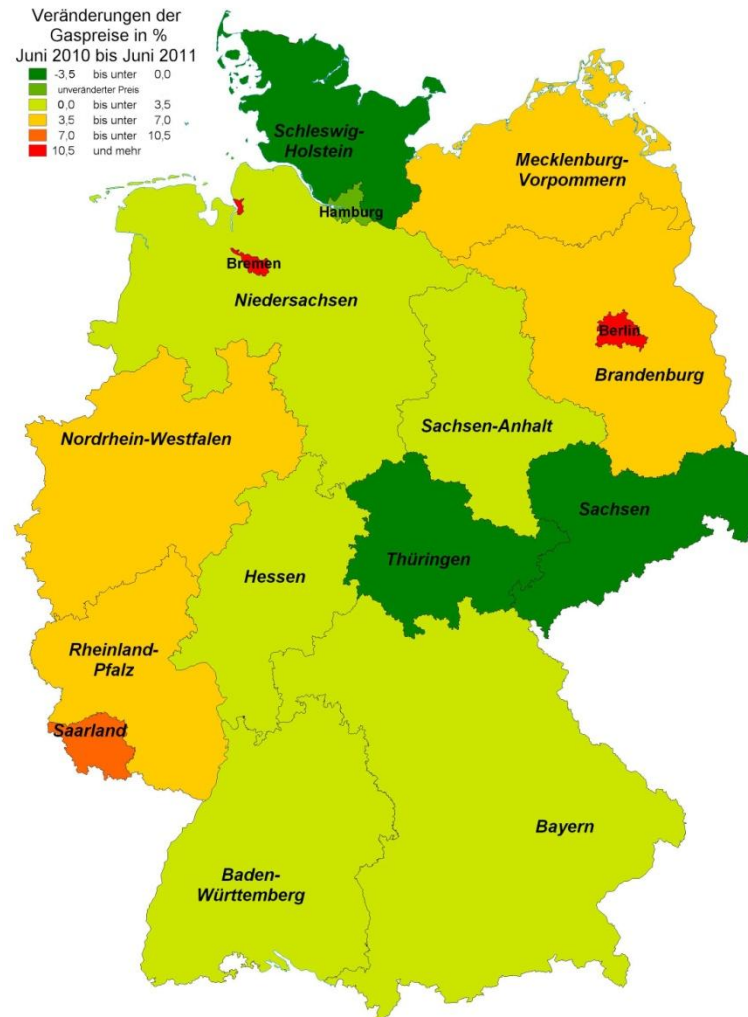 Veränderungen der
Gaspreise in %
Juni 2010 bis Juni 2011
-3,5 bis unter 0,0
unveränderter Preis
0,0 bis unter 3,5
3,5 bis unter 7,0
7,0 bis unter 10,5
10,5 und mehr
Schleswig-
Holstein
Mecklenburg-
Vorpommern
Hamburg
Bremen
Niedersachsen
Berlin
Brandenburg
Sachsen-Anhalt
Nordrhein-Westfalen
Sachsen
Thüringen
Hessen
Rheinland-
Pfalz
Saarland
Bayern
Baden-
Württemberg